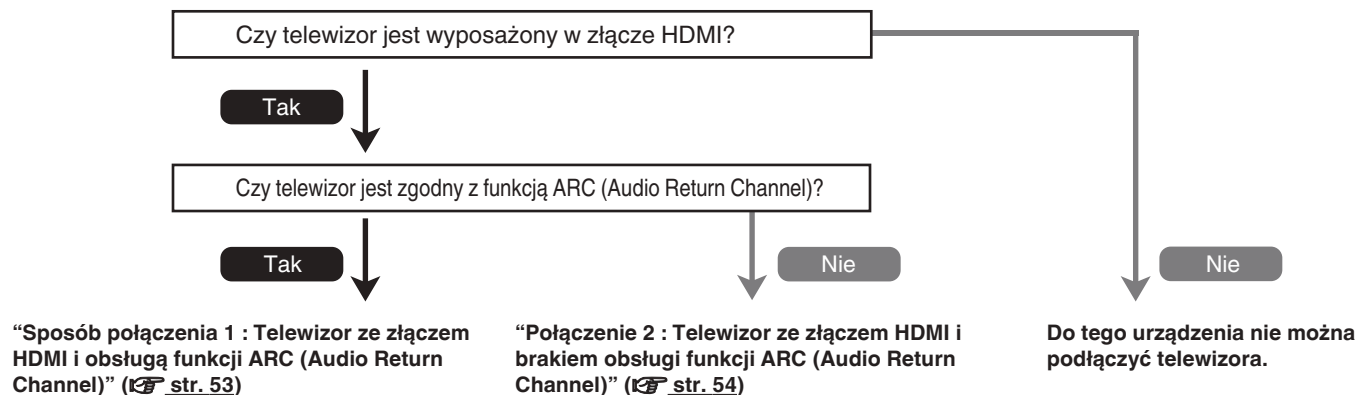 Czy telewizor jest wyposażony w złącze HDMI?
Tak
Czy telewizor jest zgodny z funkcją ARC (Audio Return Channel)?
Tak
Nie
Nie
“Sposób połączenia 1 : Telewizor ze złączem
HDMI i obsługą funkcji ARC (Audio Return
Channel)” (☞ str. 53)
“Połączenie 2 : Telewizor ze złączem HDMI i
brakiem obsługi funkcji ARC (Audio Return
Channel)” (☞ str. 54)
Do tego urządzenia nie można
podłączyć telewizora.